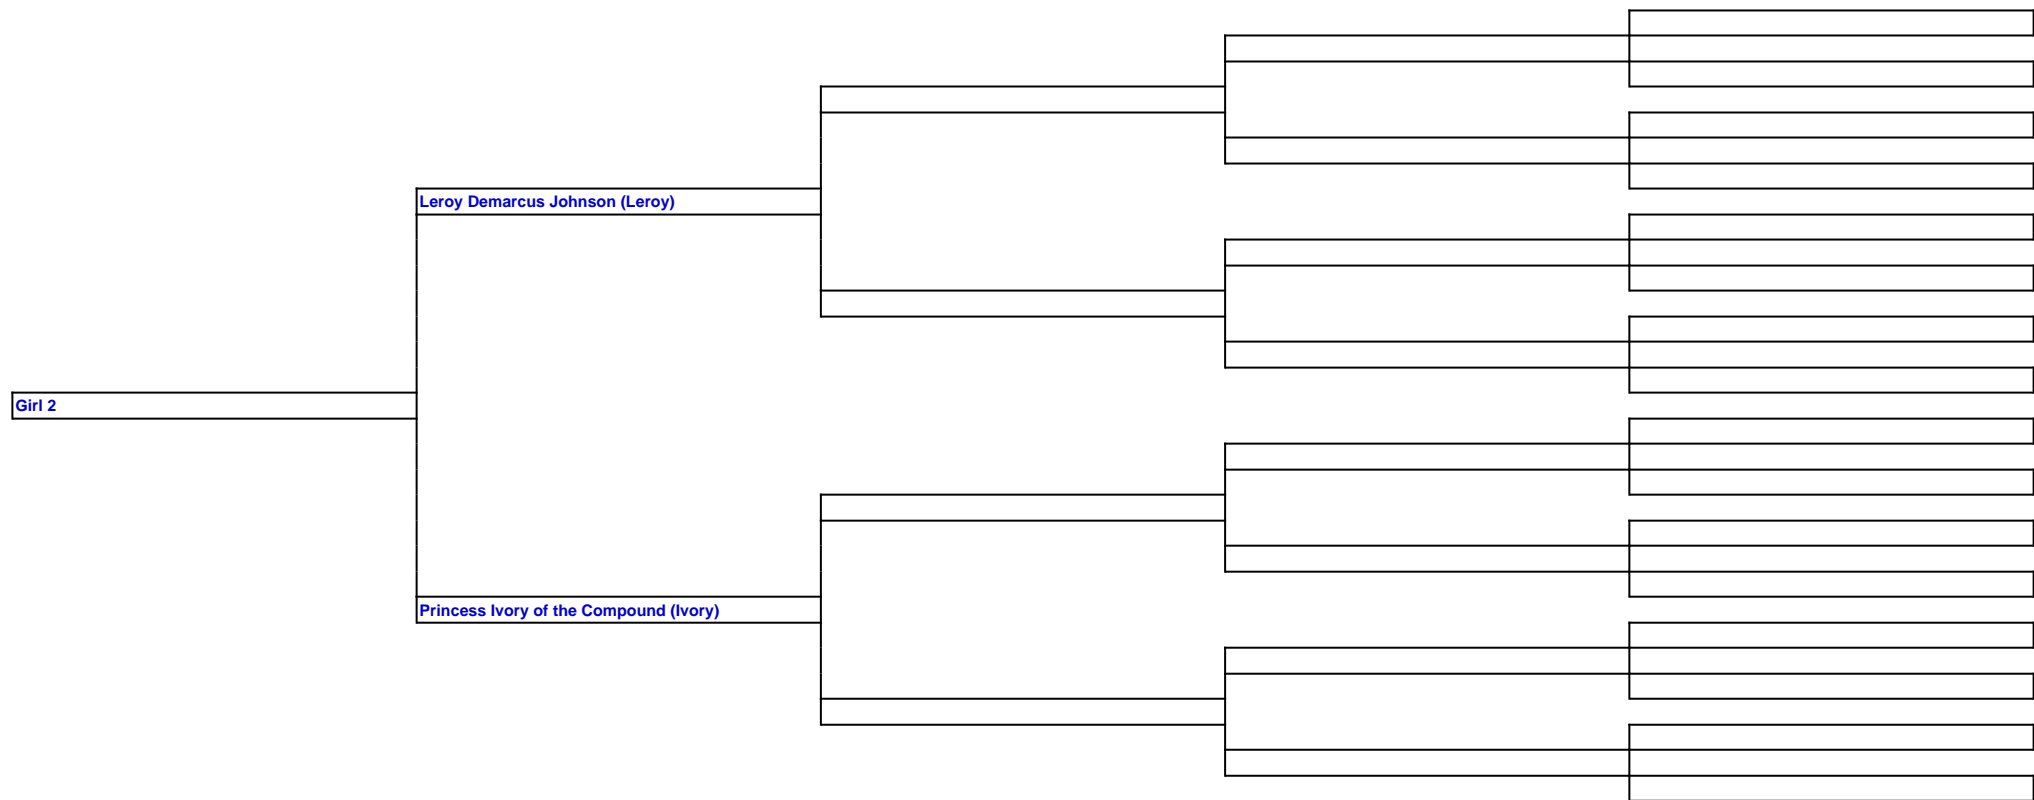 Leroy Demarcus Johnson (Leroy)
Girl 2
Princess Ivory of the Compound (Ivory)